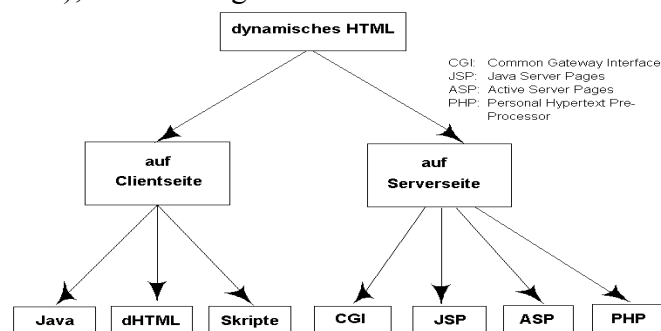 dynamisches HTML
CGI: Common Gateway Interface
JSP: Java Server Pages
ASP: Active Server Pages
PHP: Personal Hypertext Pre-
Processor
auf
Clientseite
auf
Serverseite
Java
dHTML
Skripte
CGI
JSP
ASP
PHP